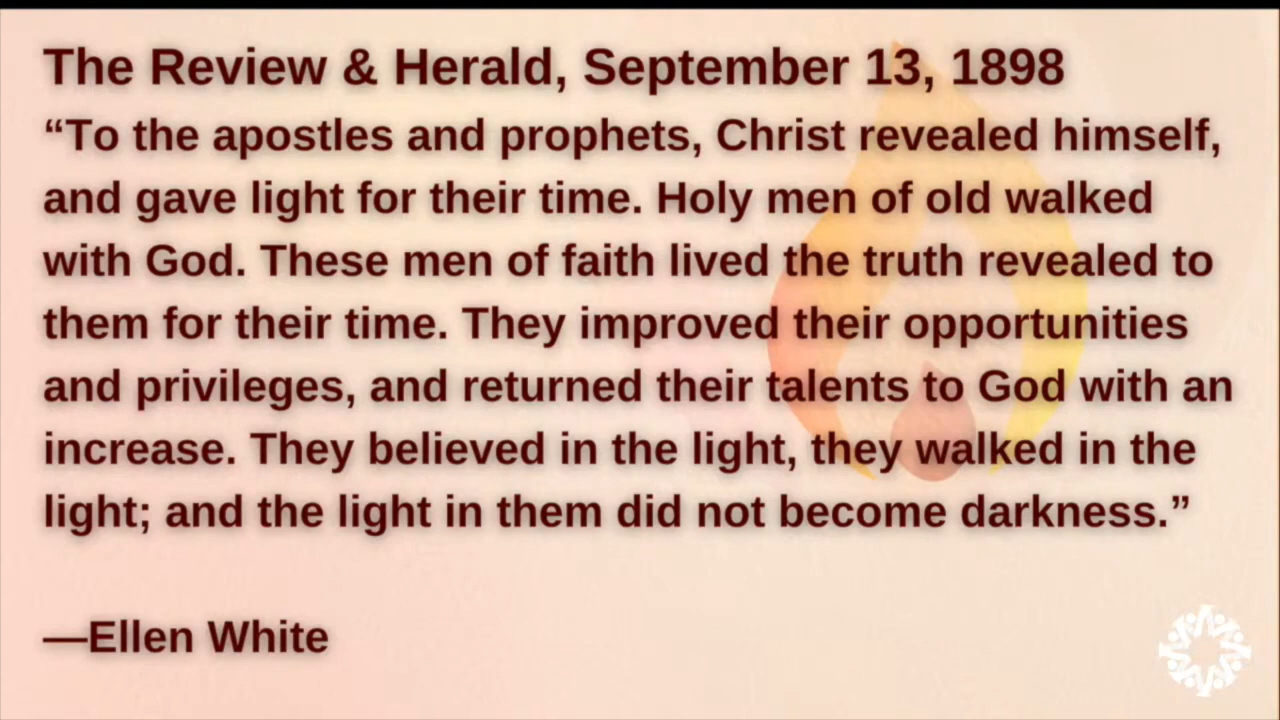 The Review & Herald, September 13, 1898
“To the apostles and prophets, Christ revealed himself,
and gave light for their time. Holy men of old walked
with God. These men of faith lived the truth revealed to
them for their time. They improved their opportunities
and privileges, and returned their talents to God with an
increase. They believed in the light, they walked in the
light; and the light in them did not become darkness.”
—Ellen White